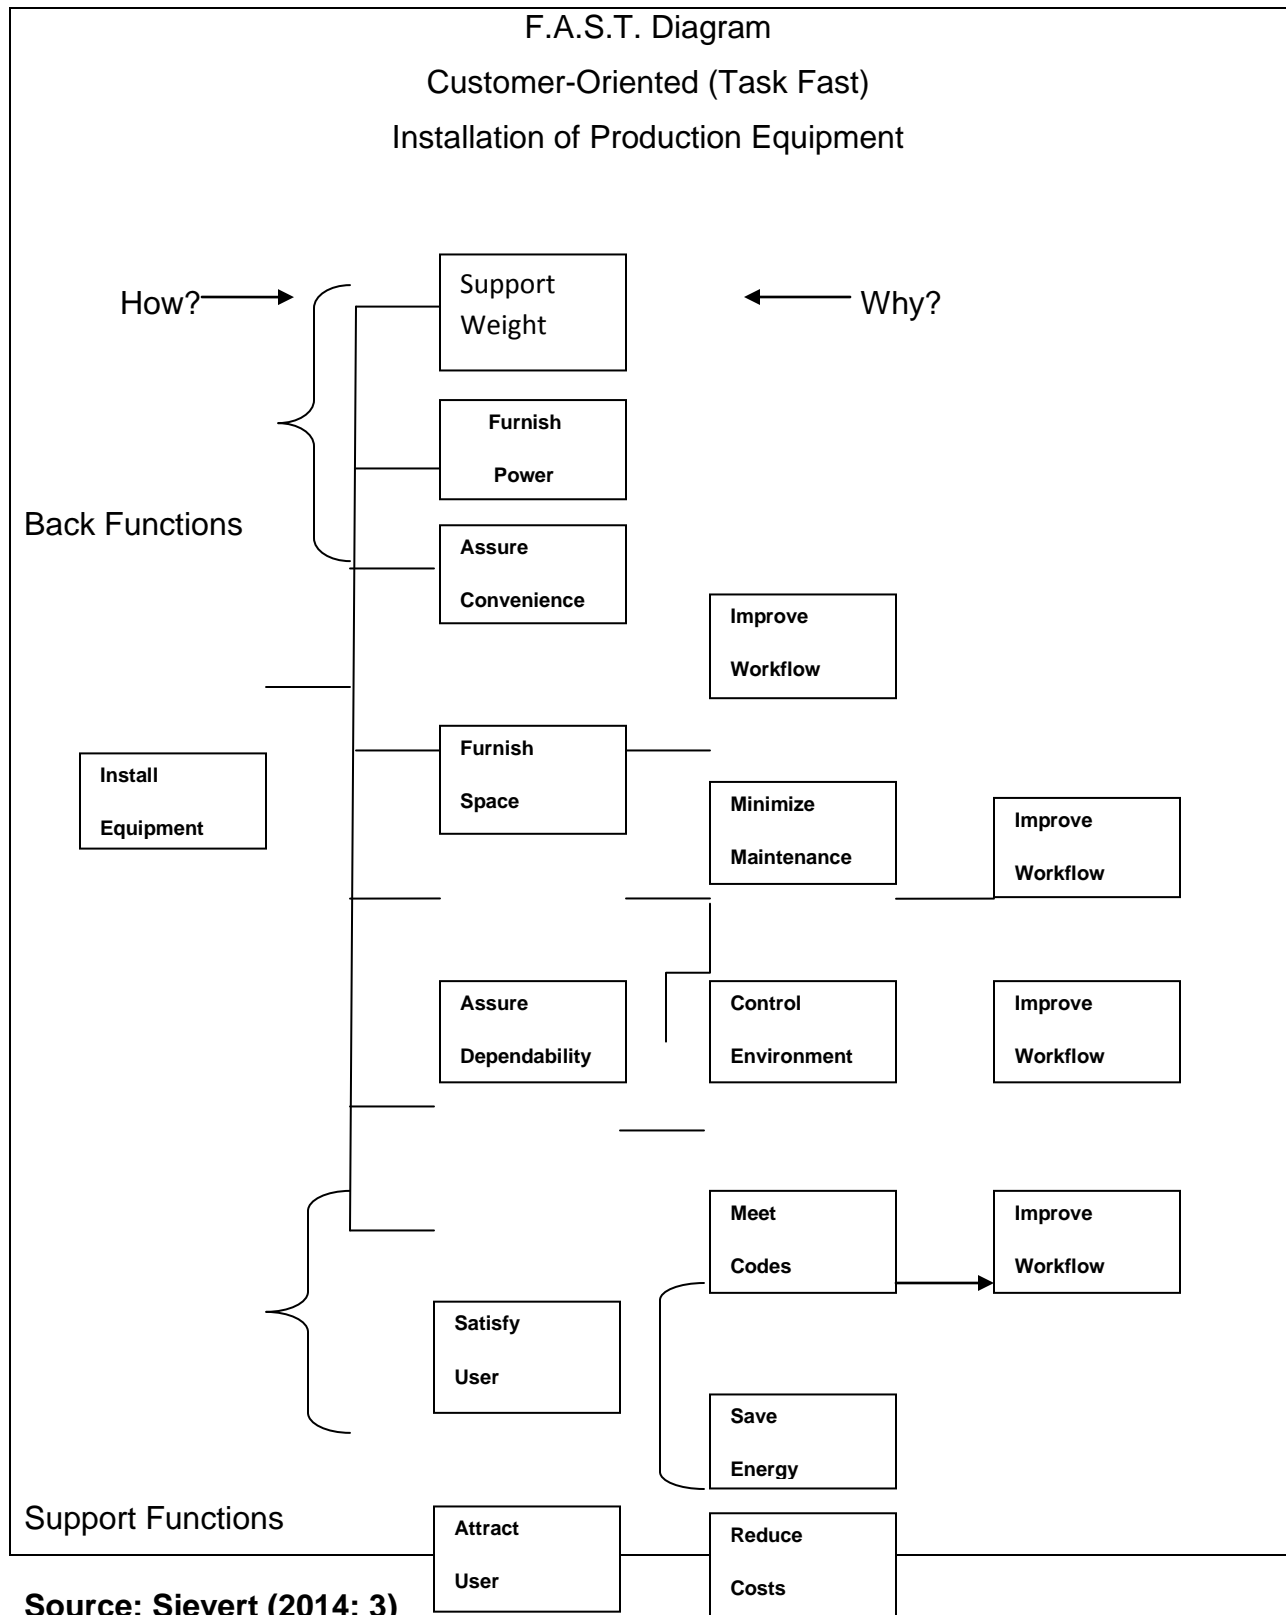 F.A.S.T. Diagram
Customer-Oriented (Task Fast)
Installation of Production Equipment
How?
Support
Weight
Why?
Furnish
Power
Back Functions
Assure
Convenience
Improve
Workflow
Furnish
Space
Install
Equipment
Minimize
Maintenance
Improve
Workflow
Assure
Dependability
Control
Environment
Improve
Workflow
Meet
Codes
Improve
Workflow
Satisfy
User
Save
Energy
Support Functions
Attract
User
Reduce
Costs
Source: Sievert (2014: 3)